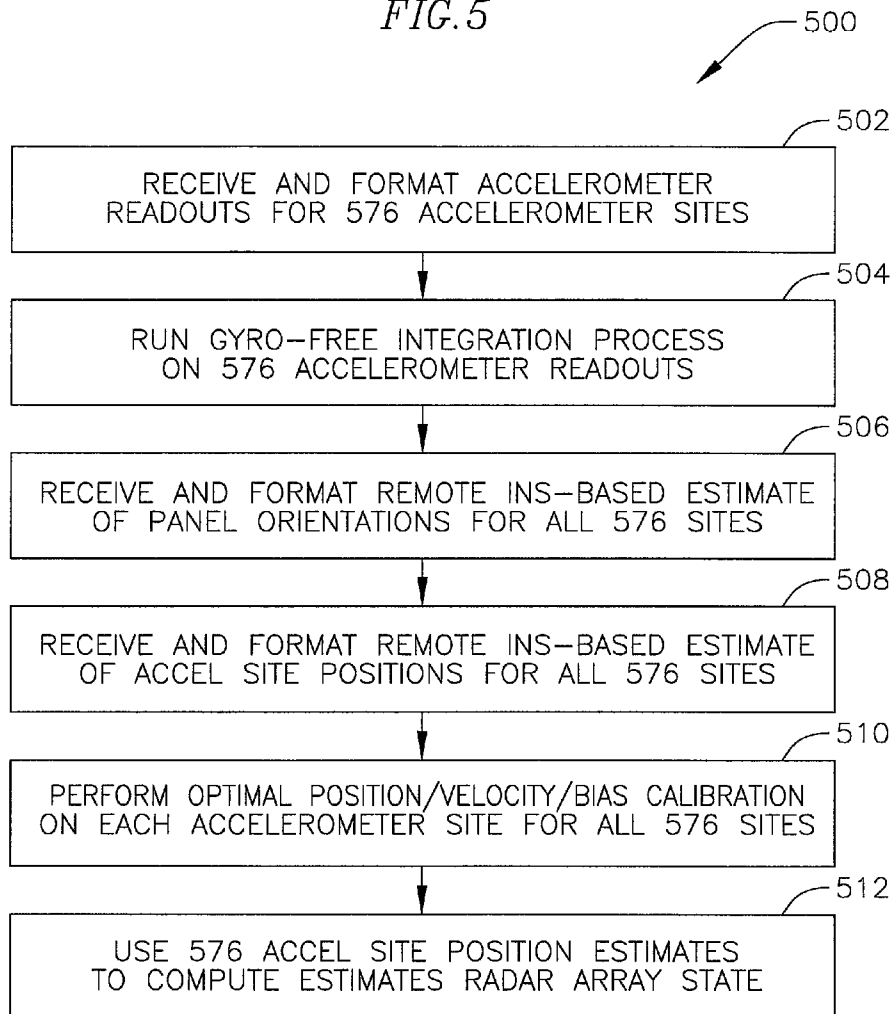 FIG.5
500
502
RECEIVE AND FORMAT ACCELEROMETER
READOUTS FOR 576 ACCELEROMETER SITES
504
RUN GYRO-FREE INTEGRATION PROCESS
ON 576 ACCELEROMETER READOUTS
506
RECEIVE AND FORMAT REMOTE INS-BASED ESTIMATE
OF PANEL ORIENTATIONS FOR ALL 576 SITES
508
RECEIVE AND FORMAT REMOTE INS-BASED ESTIMATE
OF ACCEL SITE POSITIONS FOR ALL 576 SITES
510
PERFORM OPTIMAL POSITION/VELOCITY/BIAS CALIBRATION
ON EACH ACCELEROMETER SITE FOR ALL 576 SITES
512
USE 576 ACCEL SITE POSITION ESTIMATES
TO COMPUTE ESTIMATES RADAR ARRAY STATE